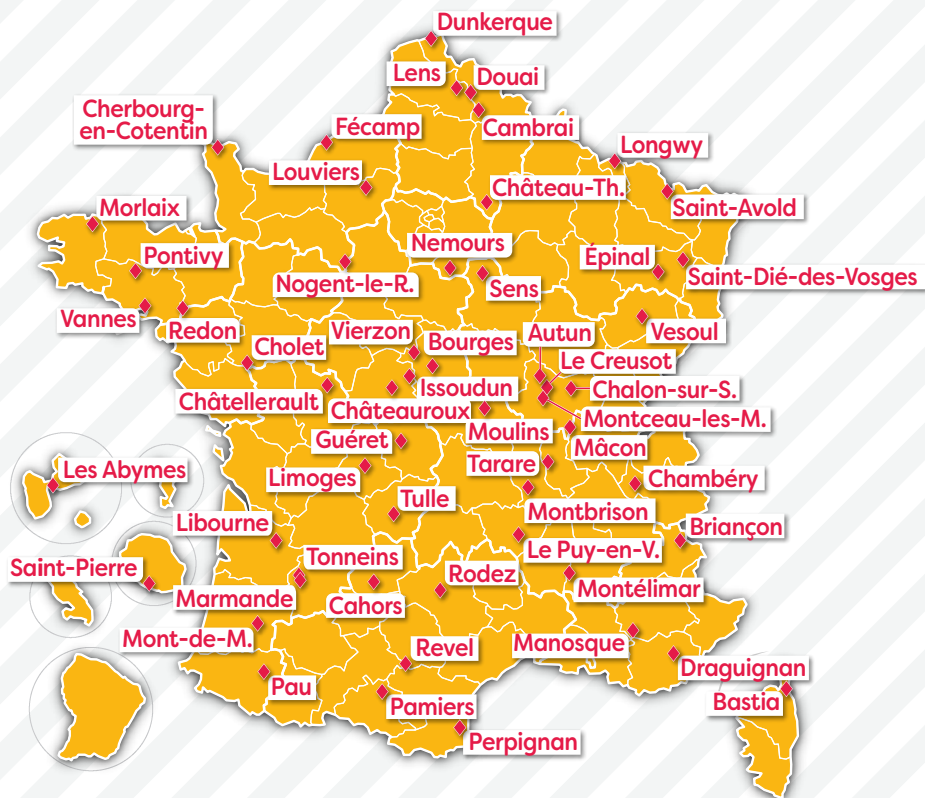 Dunkerque
Lens
Douai
Cherbourg-
en-Cotentin
Fécamp
Cambrai
Longwy
Louviers
Château-Th.
Saint-Avold
Morlaix
Nemours
Pontivy
Épinal
Nogent-le-R.
Sens
Saint-Dié-des-Vosges
Vannes
Redon
Vierzon
Autun
Vesoul
Cholet
Bourges
Le Creusot
Châtellerault
Issoudun
Chalon-sur-S.
Châteauroux
Montceau-les-M.
Guéret
Moulins
Mâcon
Les Abymes
Limoges
Tarare
Chambéry
Tulle
Montbrison
Libourne
Briançon
Le Puy-en-V.
Tonneins
Saint-Pierre
Rodez
Montélimar
Marmande
Cahors
Mont-de-M.
Revel
Manosque
Draguignan
Pau
Pamiers
Bastia
Perpignan